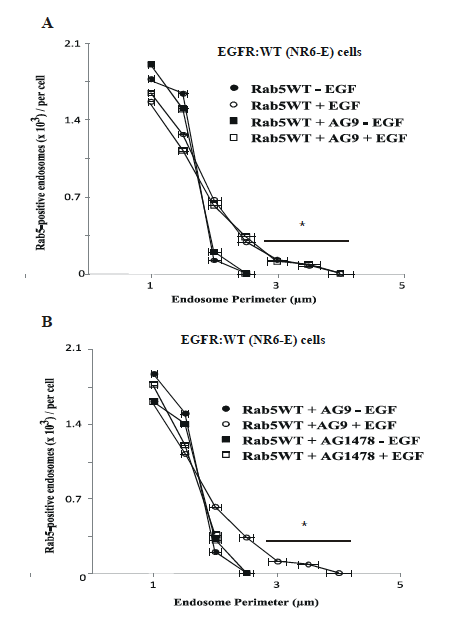 A
EGFR:WT (NR6-E) cells
Rab5WT - EGF
Rab5WT + EGF
Rab5WT + AG9 - EGF
Rab5WT + AG9 + EGF
*
2.1
1.4
0.7
0
Rab5-positive endosomes (x 10³) / per cell
1
3
5
Endosome Perimeter (µm)
B
EGFR:WT (NR6-E) cells
Rab5WT + AG9 - EGF
Rab5WT +AG9 + EGF
Rab5WT + AG1478 - EGF
Rab5WT + AG1478 + EGF
*
2.1
1.4
0.7
0
Rab5-positive endosomes (x 10³) / per cell
1
3
5
Endosome Perimeter (µm)